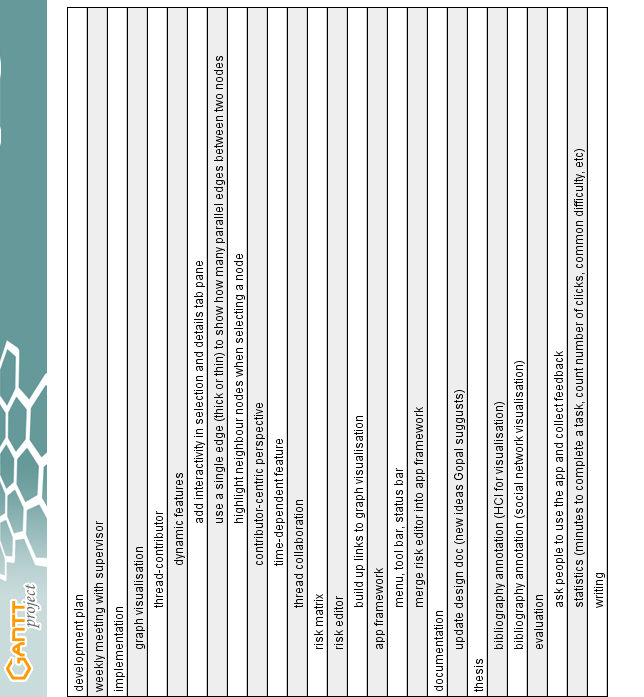 GANTT
project
development plan
weekly meeting with supervisor
implementation
graph visualisation
thread-contributor
dynamic features
add interactivity in selection and details tab pane
use a single edge (thick or thin) to show how many parallel edges between two nodes
highlight neighbour nodes when selecting a node
contributor-centric perspective
time-dependent feature
thread collaboration
risk matrix
risk editor
build up links to graph visualisation
app framework
menu, tool bar, status bar
merge risk editor into app framework
documentation
update design doc (new ideas Gopal suggusts)
thesis
bibliography annotation (HCI for visualisation)
bibliography annotation (social network visualisation)
evaluation
ask people to use the app and collect feedback
statistics (minutes to complete a task, count number of clicks, common difficulty, etc)
writing